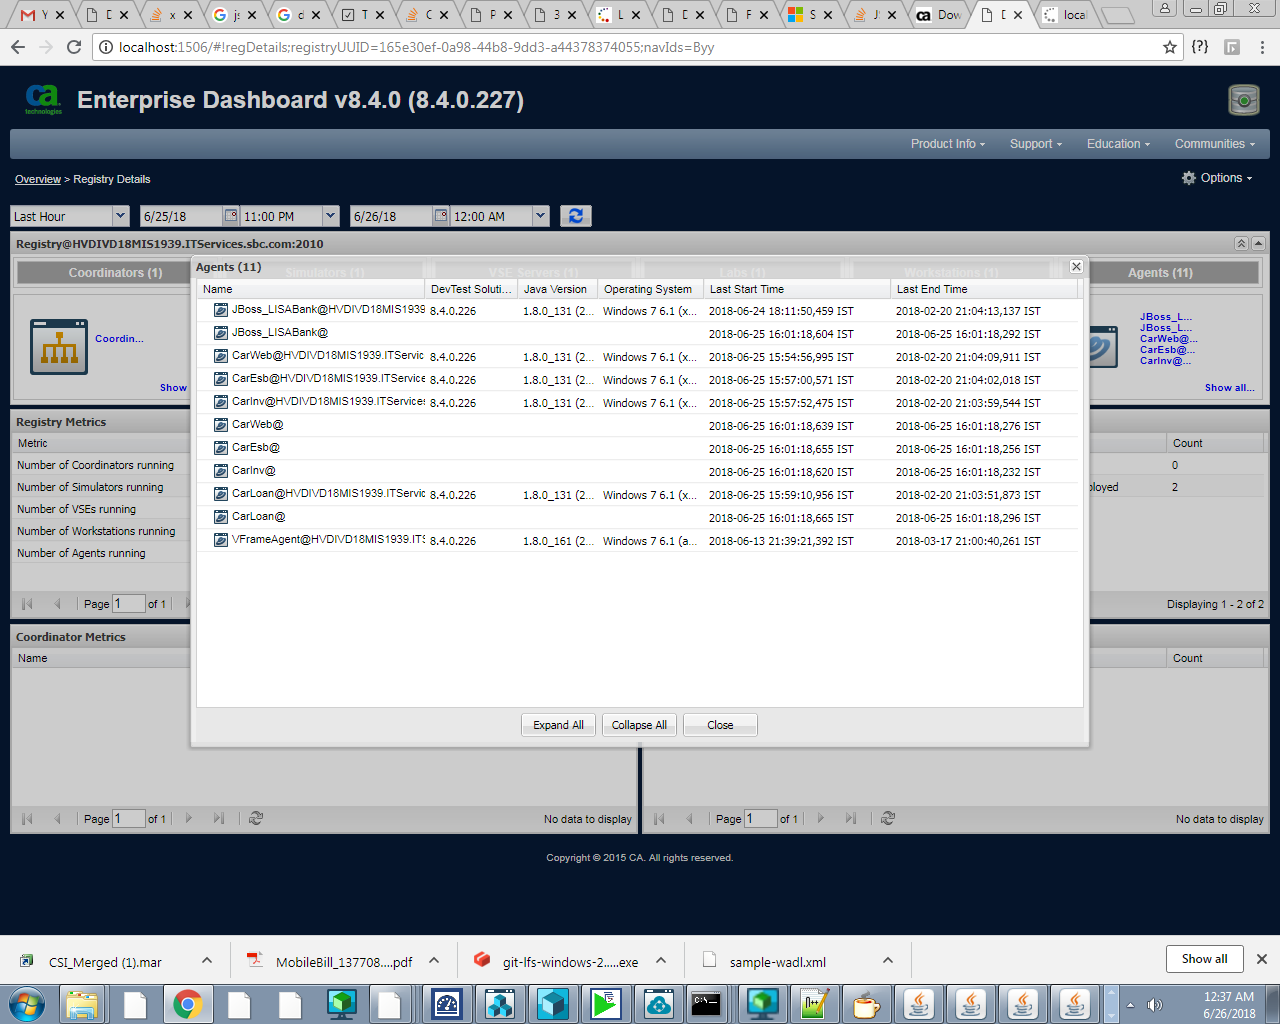 Y
D
x
js
d
T
C
P
3
L
D
F
S
JS
Dow
D
local
localhost:1506/#!regDetails;registryUUID=165e30ef-0a98-44b8-9dd3-a44378374055;navIds=Byy
{?}
ca technologies
Enterprise Dashboard v8.4.0 (8.4.0.227)
Product Info Support Education Communities
Overview > Registry Details
Options
Last Hour 6/25/18 11:00 PM 6/26/18 12:00 AM
Registry@HVDIVD18MIS1939.ITServices.sbc.com:2010
Coordinators (1) Simulators (1) VSE Servers (1) Labs (1) Workstations (1) Agents (11)
Coordin...
Show
JBoss_L...
JBoss_L...
CarWeb@...
CarEsb@...
CarInv@...
Show all...
Agents (11)
Name DevTest Soluti... Java Version Operating System Last Start Time Last End Time
JBoss_LISABank@HVDIVD18MIS1939 8.4.0.226 1.8.0_131 (2... Windows 7 6.1 (x... 2018-06-24 18:11:50,459 IST 2018-02-20 21:04:13,137 IST
JBoss_LISABank@ 2018-06-25 16:01:18,604 IST 2018-06-25 16:01:18,292 IST
CarWeb@HVDIVD18MIS1939.ITServic 8.4.0.226 1.8.0_131 (2... Windows 7 6.1 (x... 2018-06-25 15:54:56,995 IST 2018-02-20 21:04:09,911 IST
CarEsb@HVDIVD18MIS1939.ITService 8.4.0.226 1.8.0_131 (2... Windows 7 6.1 (x... 2018-06-25 15:57:00,571 IST 2018-02-20 21:04:02,018 IST
CarInv@HVDIVD18MIS1939.ITServices 8.4.0.226 1.8.0_131 (2... Windows 7 6.1 (x... 2018-06-25 15:57:52,475 IST 2018-02-20 21:03:59,544 IST
CarWeb@ 2018-06-25 16:01:18,639 IST 2018-06-25 16:01:18,276 IST
CarEsb@ 2018-06-25 16:01:18,655 IST 2018-06-25 16:01:18,256 IST
CarInv@ 2018-06-25 16:01:18,620 IST 2018-06-25 16:01:18,232 IST
CarLoan@HVDIVD18MIS1939.ITServic 8.4.0.226 1.8.0_131 (2... Windows 7 6.1 (x... 2018-06-25 15:59:10,956 IST 2018-02-20 21:03:51,873 IST
CarLoan@ 2018-06-25 16:01:18,665 IST 2018-06-25 16:01:18,296 IST
VFrameAgent@HVDIVD18MIS1939.ITS 8.4.0.226 1.8.0_161 (2... Windows 7 6.1 (a... 2018-06-13 21:39:21,392 IST 2018-03-17 21:00:40,261 IST
Expand All Collapse All Close
Registry Metrics
Metric Count
Number of Coordinators running 0
Number of Simulators running ployed 2
Number of VSEs running
Number of Workstations running
Number of Agents running
Page 1 of 1 Displaying 1 - 2 of 2
Coordinator Metrics
Name Count
Page 1 of 1 No data to display Page 1 of 1 No data to display
Copyright © 2015 CA. All rights reserved.
CSI_Merged (1).mar MobileBill_137708....pdf git-lfs-windows-2.....exe sample-wadl.xml Show all
12:37 AM
6/26/2018